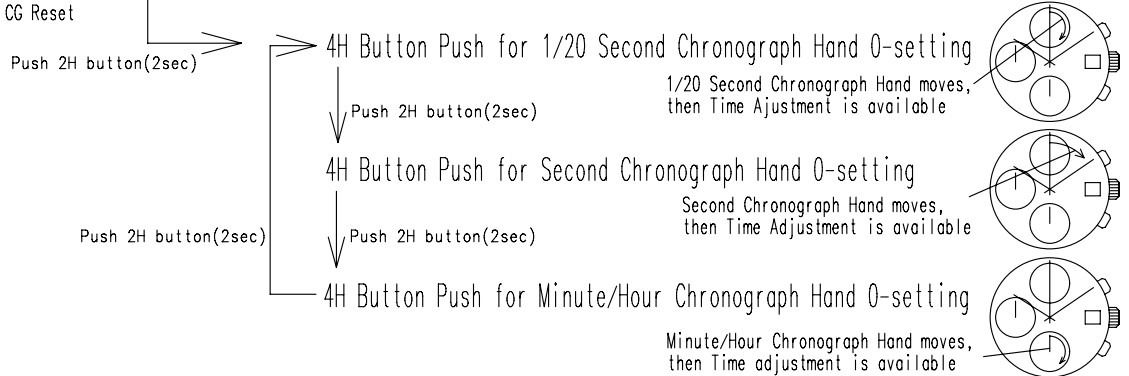 CG Reset
Push 2H button(2sec)
4H Button Push for 1/20 Second Chronograph Hand 0-setting
1/20 Second Chronograph Hand moves,
then Time Ajustment is available
Push 2H button(2sec)
4H Button Push for Second Chronograph Hand 0-setting
Second Chronograph Hand moves,
then Time Adjustment is available
Push 2H button(2sec)
Push 2H button(2sec)
4H Button Push for Minute/Hour Chronograph Hand 0-setting
Minute/Hour Chronograph Hand moves,
then Time adjustment is available